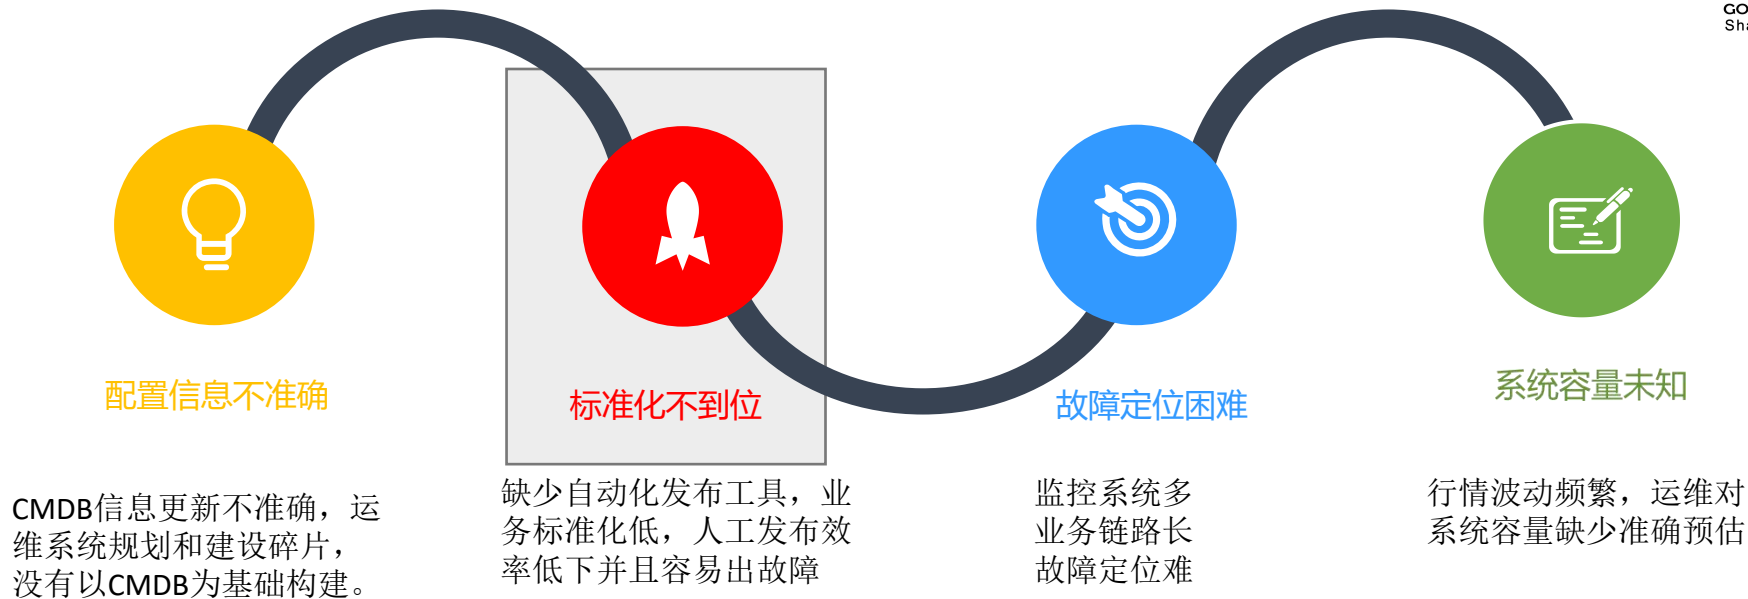 GO
Sha
配置信息不准确
CMDB信息更新不准确，运
维系统规划和建设碎片，
没有以CMDB为基础构建。
标准化不到位
缺少自动化发布工具，业
务标准化低，人工发布效
率低下并且容易出故障
故障定位困难
监控系统多
业务链路长
故障定位难
系统容量未知
行情波动频繁，运维对
系统容量缺少准确预估